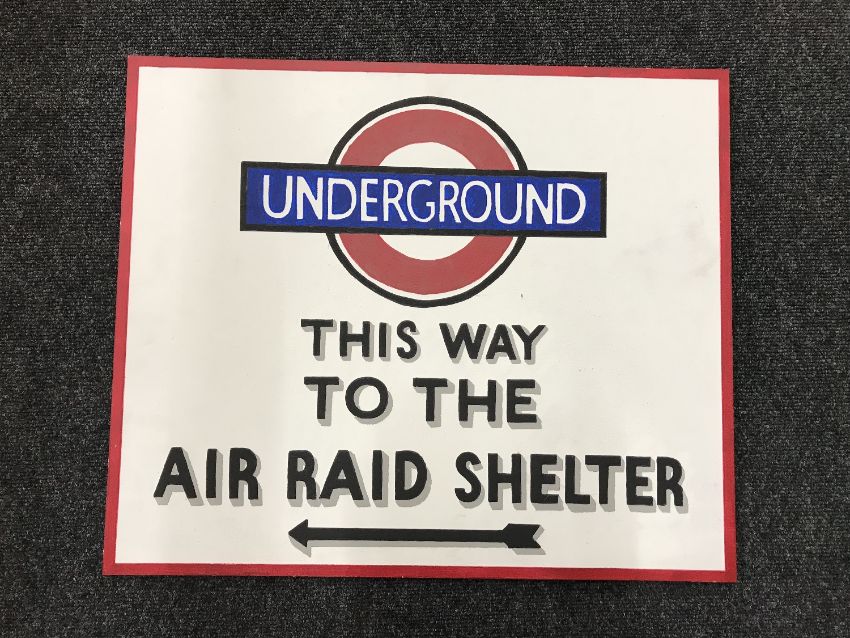 UNDERGROUND
THIS WAY
TO THE
AIR RAID SHELTER